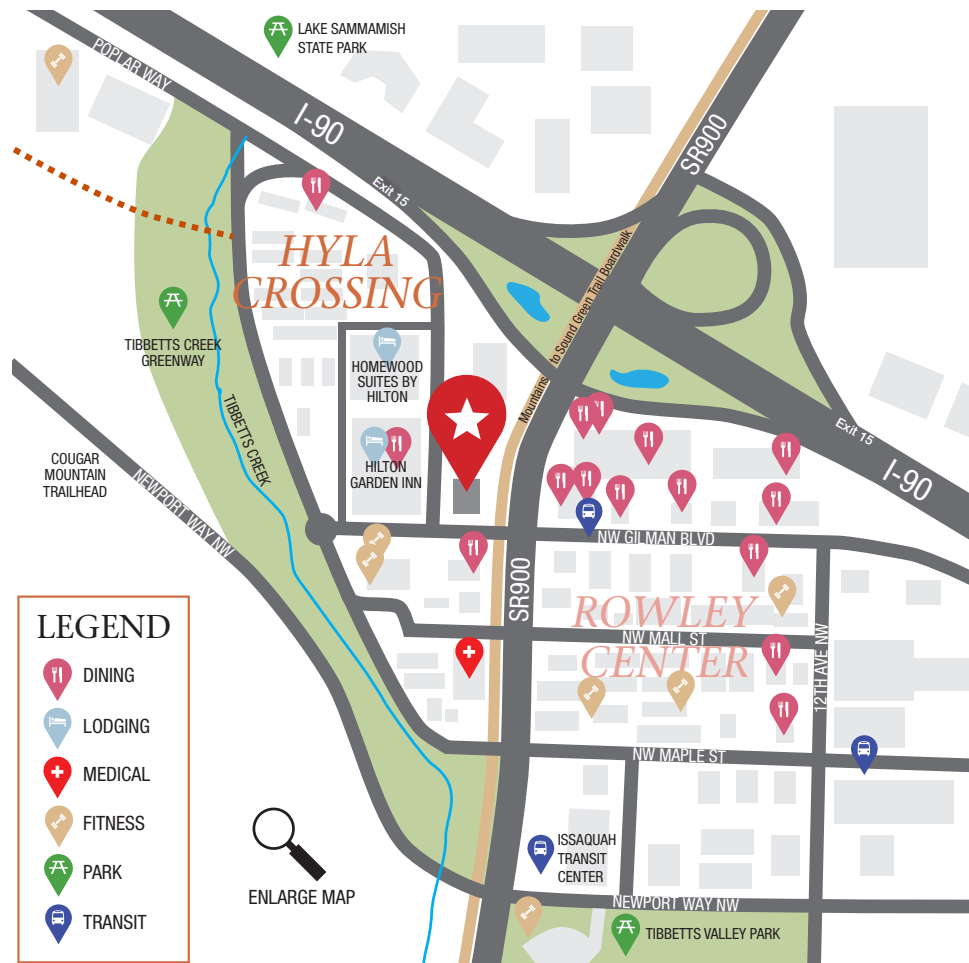 LAKE SAMMAMISH
STATE PARK
POPLAR WAY
I-90
SR900
Exit 15
Mountains to Sound Green Trail Boardwalk
HYLA
CROSSING
TIBBETTS CREEK
GREENWAY
HOMEWOOD
SUITES BY
HILTON
TIBBETTS CREEK
HILTON
GARDEN INN
COUGAR
MOUNTAIN
TRAILHEAD
NEWPORT WAY NW
Exit 15
I-90
NW GILMAN BLVD
SR900
ROWLEY
CENTER
NW MALL ST
12TH AVE NW
NW MAPLE ST
LEGEND
DINING
LODGING
MEDICAL
FITNESS
PARK
TRANSIT
ENLARGE MAP
ISSAQUAH
TRANSIT
CENTER
NEWPORT WAY NW
TIBBETTS VALLEY PARK